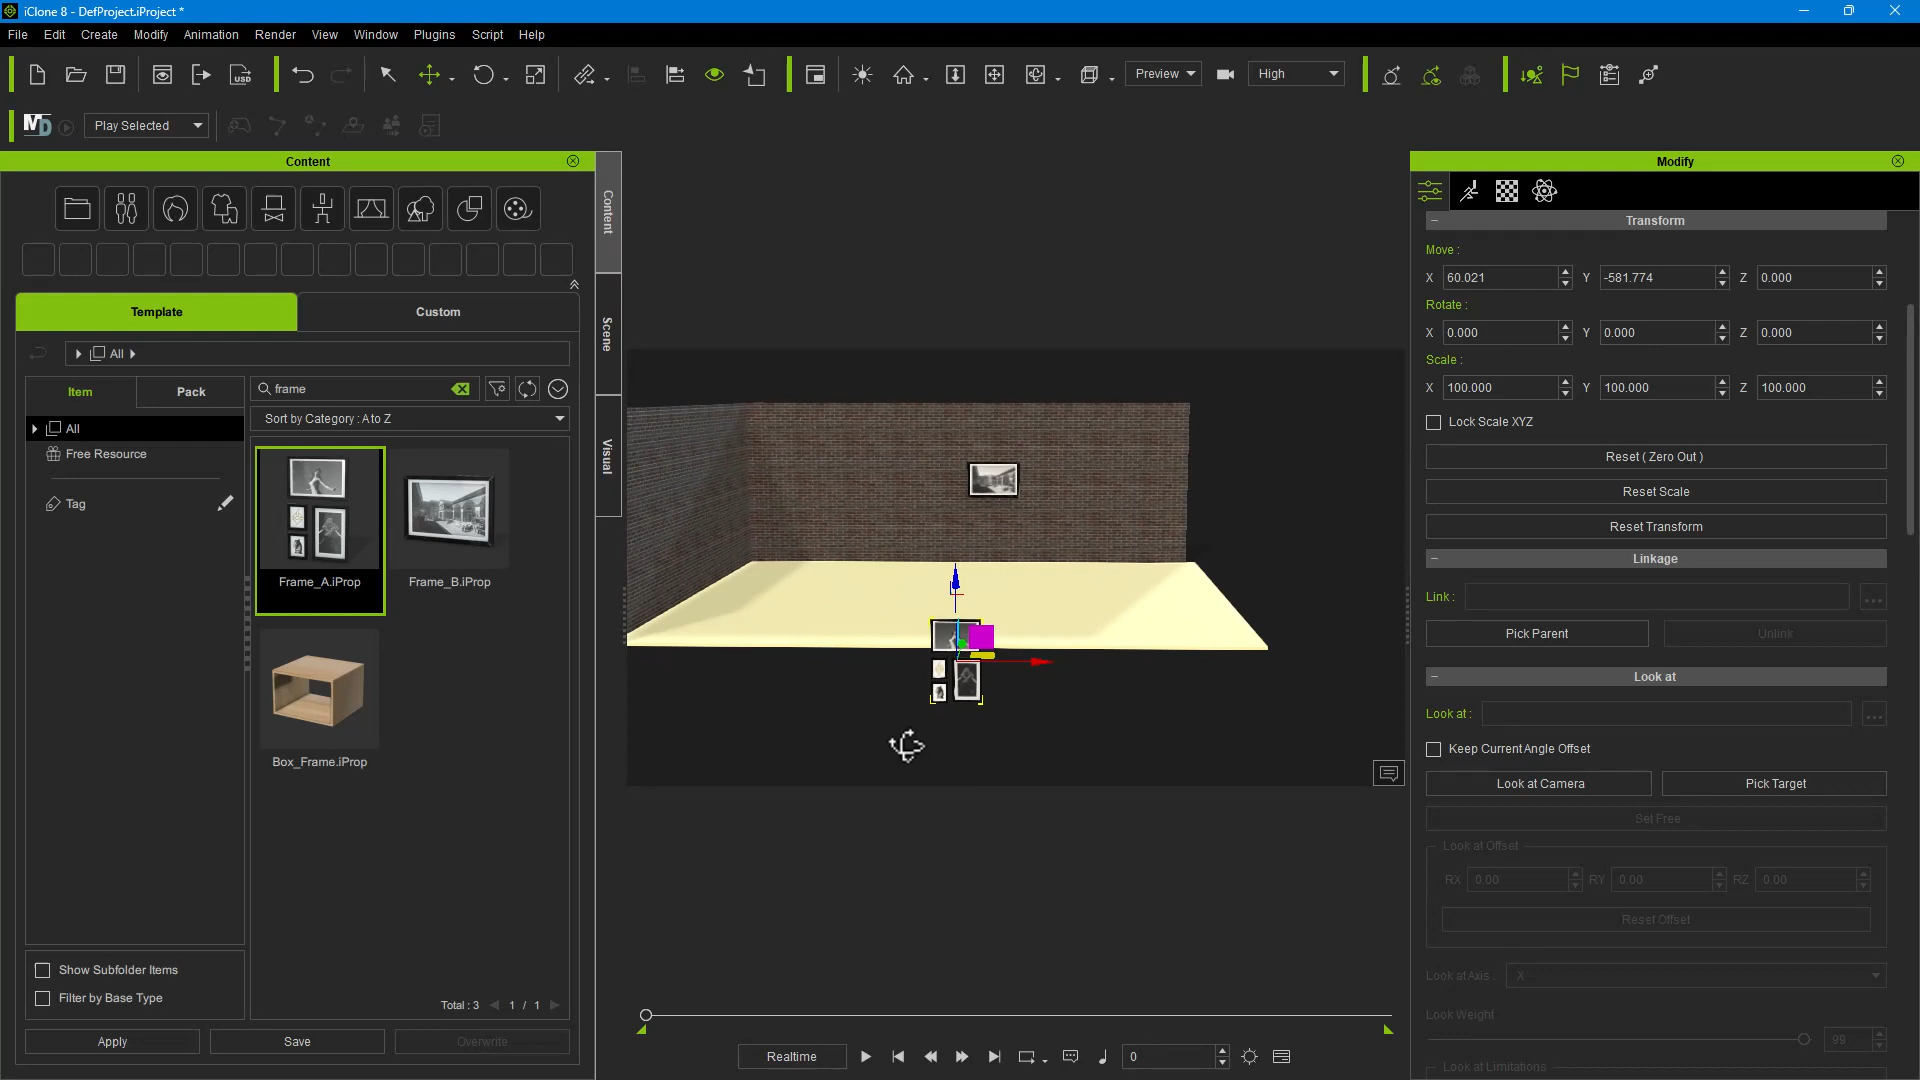 iClone 8 - DefProject.iProject *
File Edit Create Modify Animation Render View Window Plugins Script Help
USD
Preview
High
MD
Play Selected
Content
Modify
Content
Scene
Visual
Template
Custom
All
Item
Pack
frame
All
Free Resource
Tag
Sort by Category : A to Z
Frame_A.iProp
Frame_B.iProp
Box_Frame.iProp
Show Subfolder Items
Filter by Base Type
Total : 3 1 / 1
Apply
Save
Overwrite
Realtime
0
Transform
Move :
X 60.021 Y -581.774 Z 0.000
Rotate :
X 0.000 Y 0.000 Z 0.000
Scale :
X 100.000 Y 100.000 Z 100.000
Lock Scale XYZ
Reset ( Zero Out )
Reset Scale
Reset Transform
Linkage
Link : ...
Pick Parent
Unlink
Look at
Look at : ...
Keep Current Angle Offset
Look at Camera
Pick Target
Set Free
Look at Offset
RX 0.00 RY 0.00 RZ 0.00
Reset Offset
Look at Axis : X
Look Weight
99
Look at Limitations